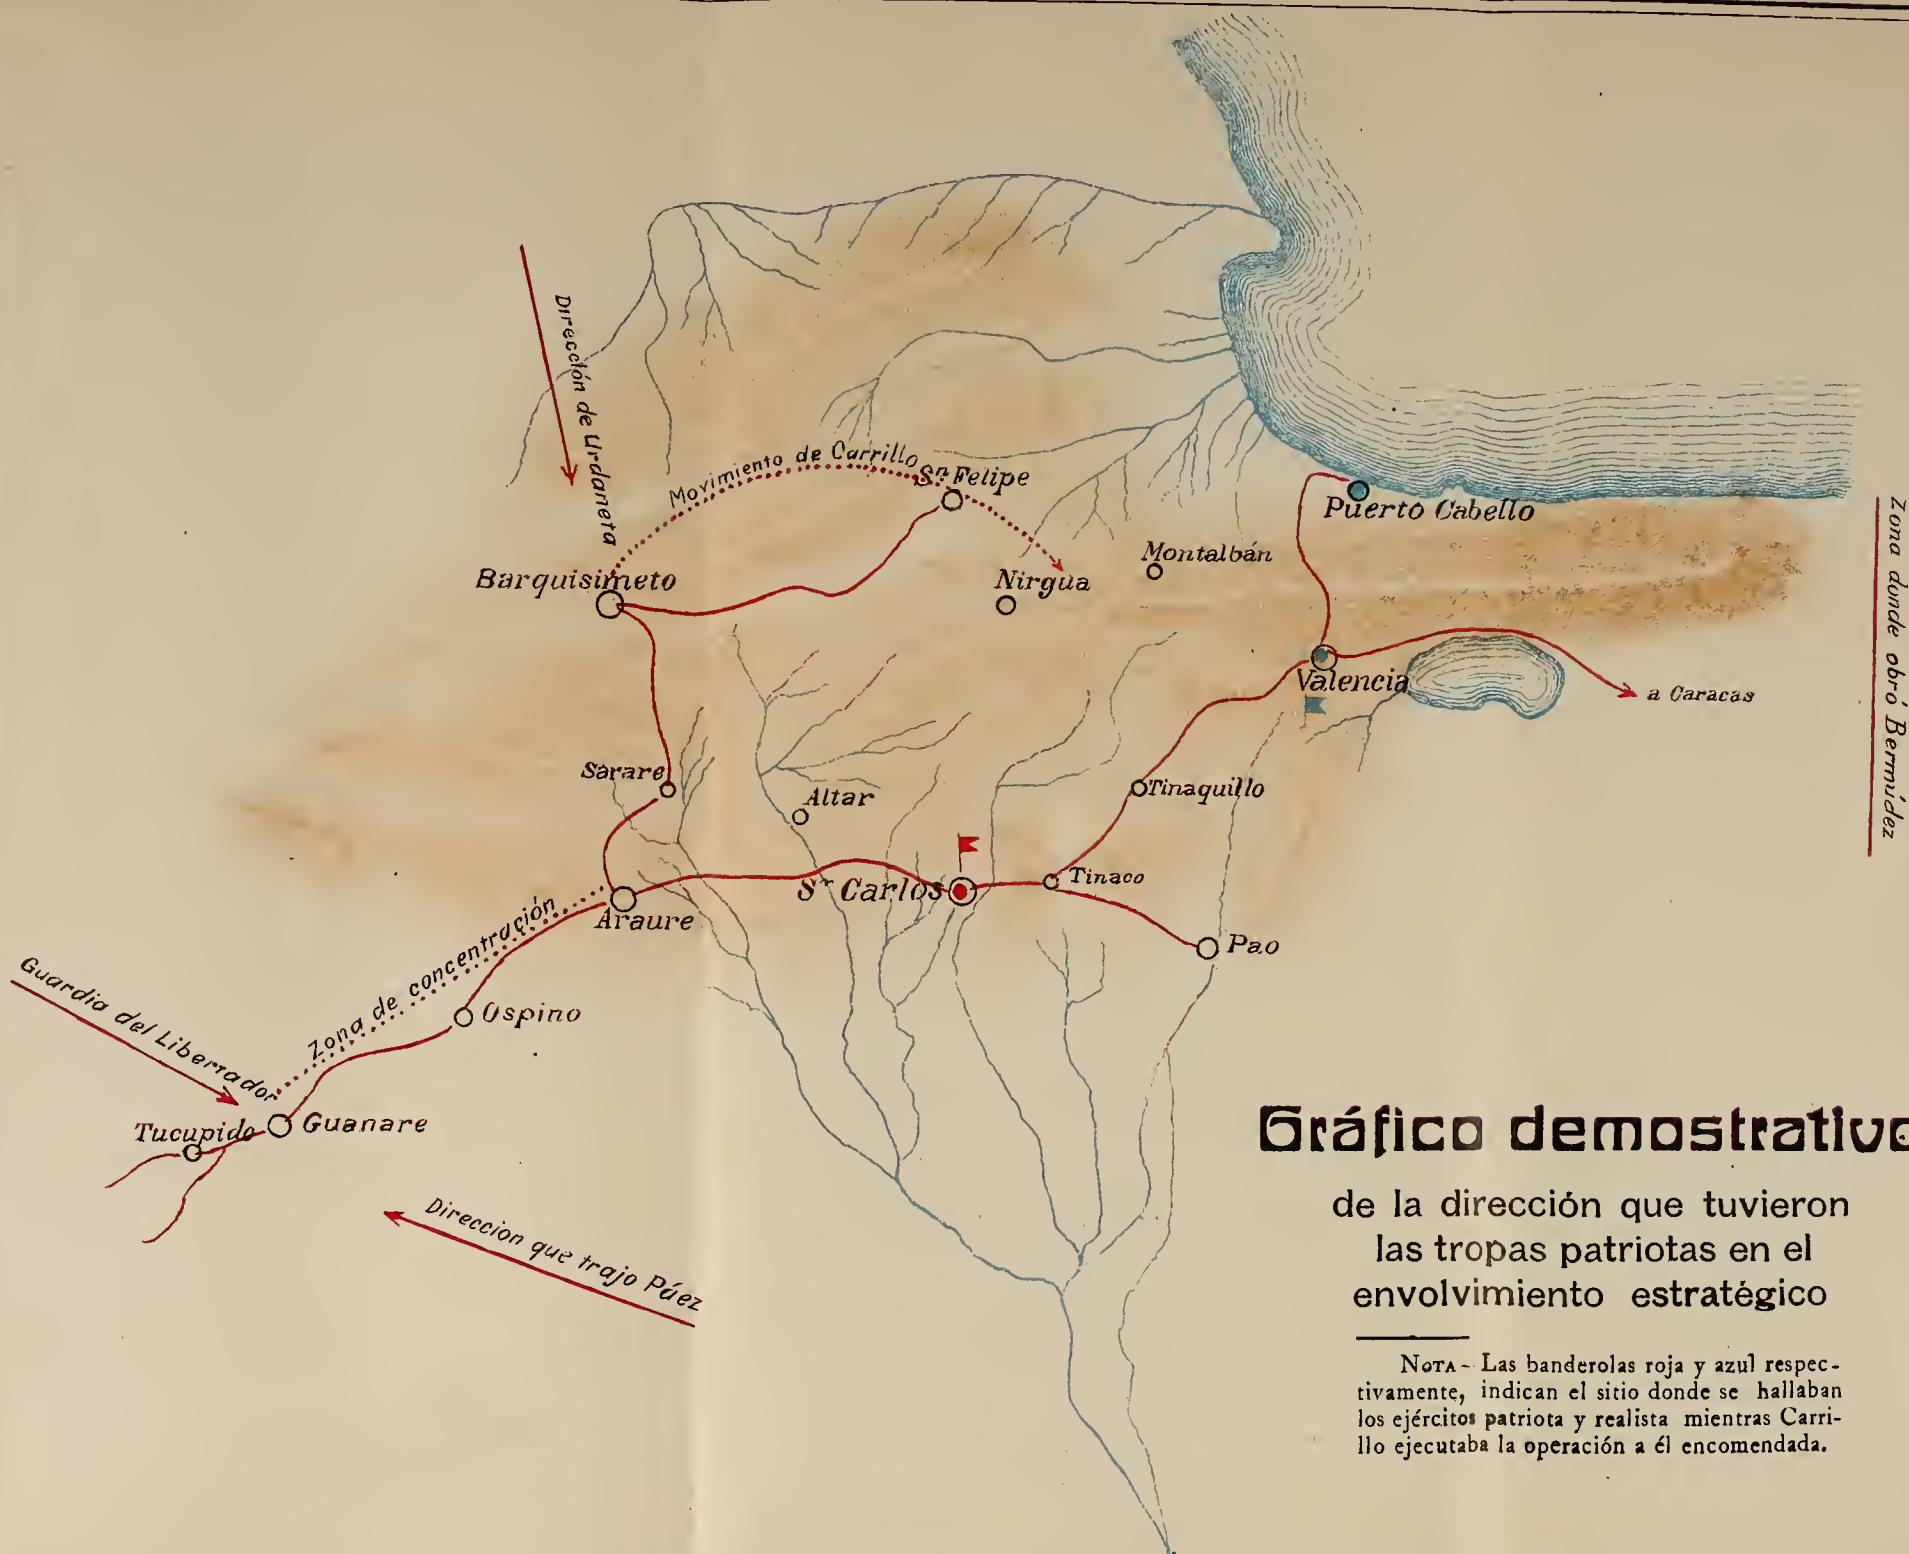 Dirección de Urdaneta
Movimiento de Carrillo
Sn Felipe
Puerto Cabello
Montalbán
Nirgua
Barquisimeto
Zona donde obró Bermúdez
Valencia
a Caracas
Sarare
Altar
Tinaquillo
Sn Carlos
Tinaco
Araure
Pao
Zona de concentración
Guardia del Libertador
Ospino
Tucupido
Guanare
Direccion que trajo Páez
Gráfico demostrativo
de la dirección que tuvieron
las tropas patriotas en el
envolvimiento estratégico
NOTA - Las banderolas roja y azul respec-
tivamente, indican el sitio donde se hallaban
los ejércitos patriota y realista mientras Carri-
llo ejecutaba la operación a él encomendada.